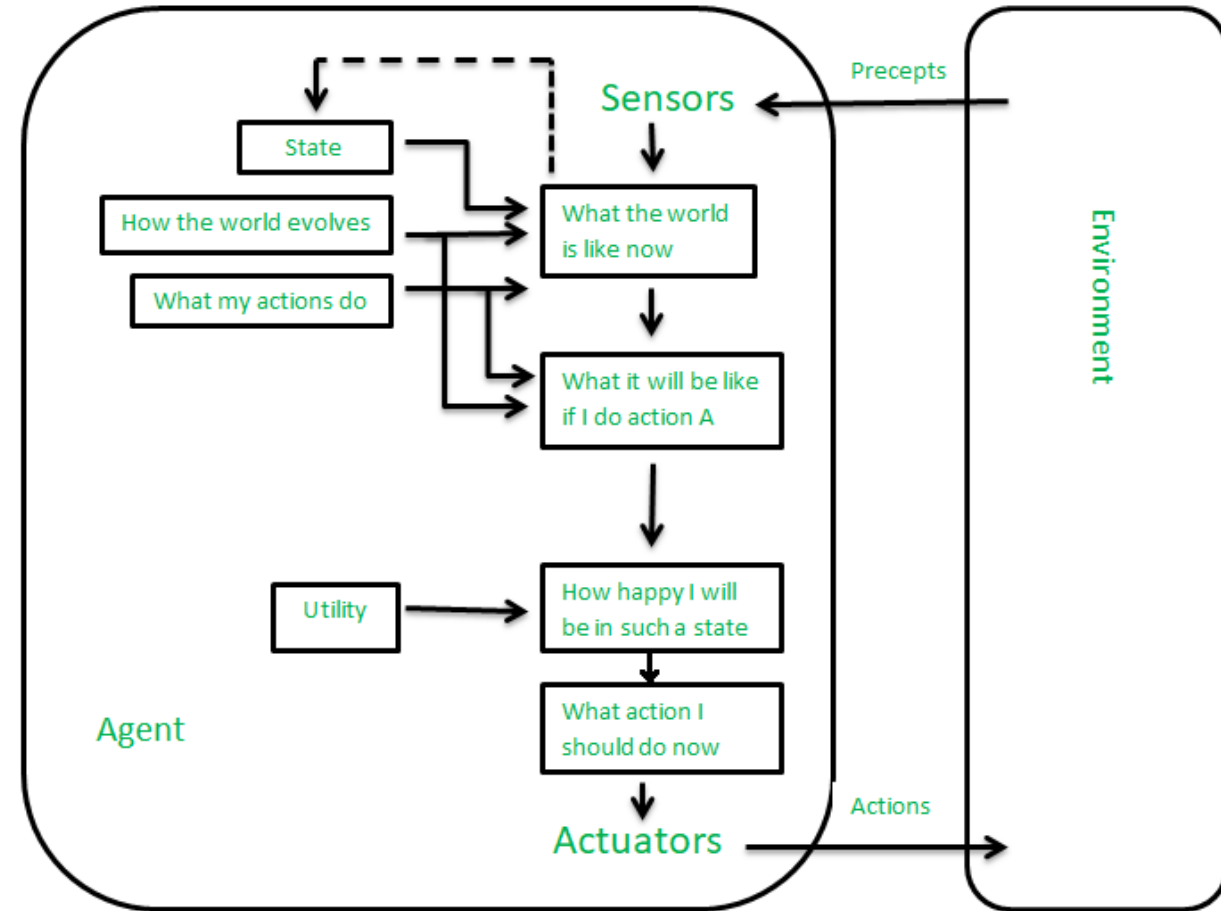 Precepts
Sensors
State
How the world evolves
What my actions do
What the world
is like now
What it will be like
if I do action A
Environment
Utility
How happy I will
be in such a state
What action I
should do now
Agent
Actuators
Actions